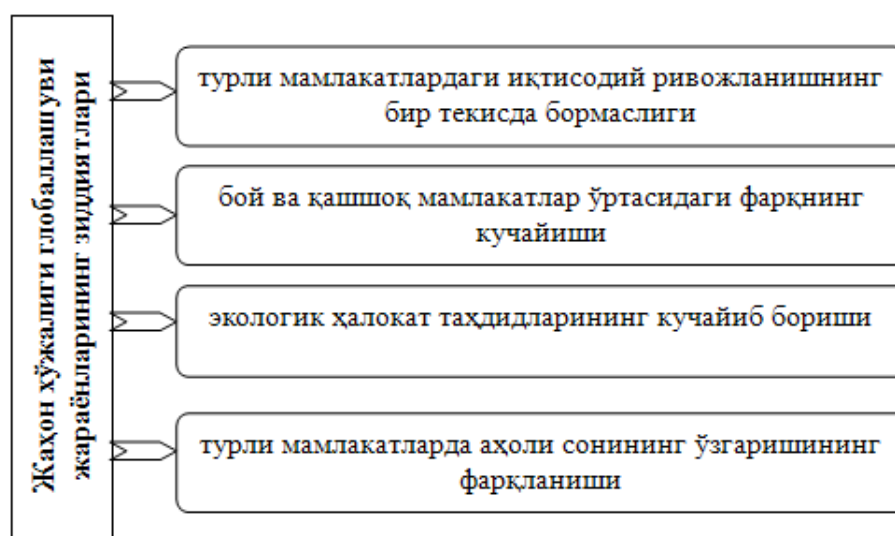 Жаҳон хўжалиги глобаллашуви
жараёнларининг зиддиятлари
турли мамлакатлардаги иқтисодий ривожланишнинг
бир текисда бормаслиги
бой ва қашшоқ мамлакатлар ўртасидаги фарқнинг
кучайиши
экологик ҳалокат таҳдидларининг кучайиб бориши
турли мамлакатларда аҳоли сонининг ўзгаришининг
фарқланиши